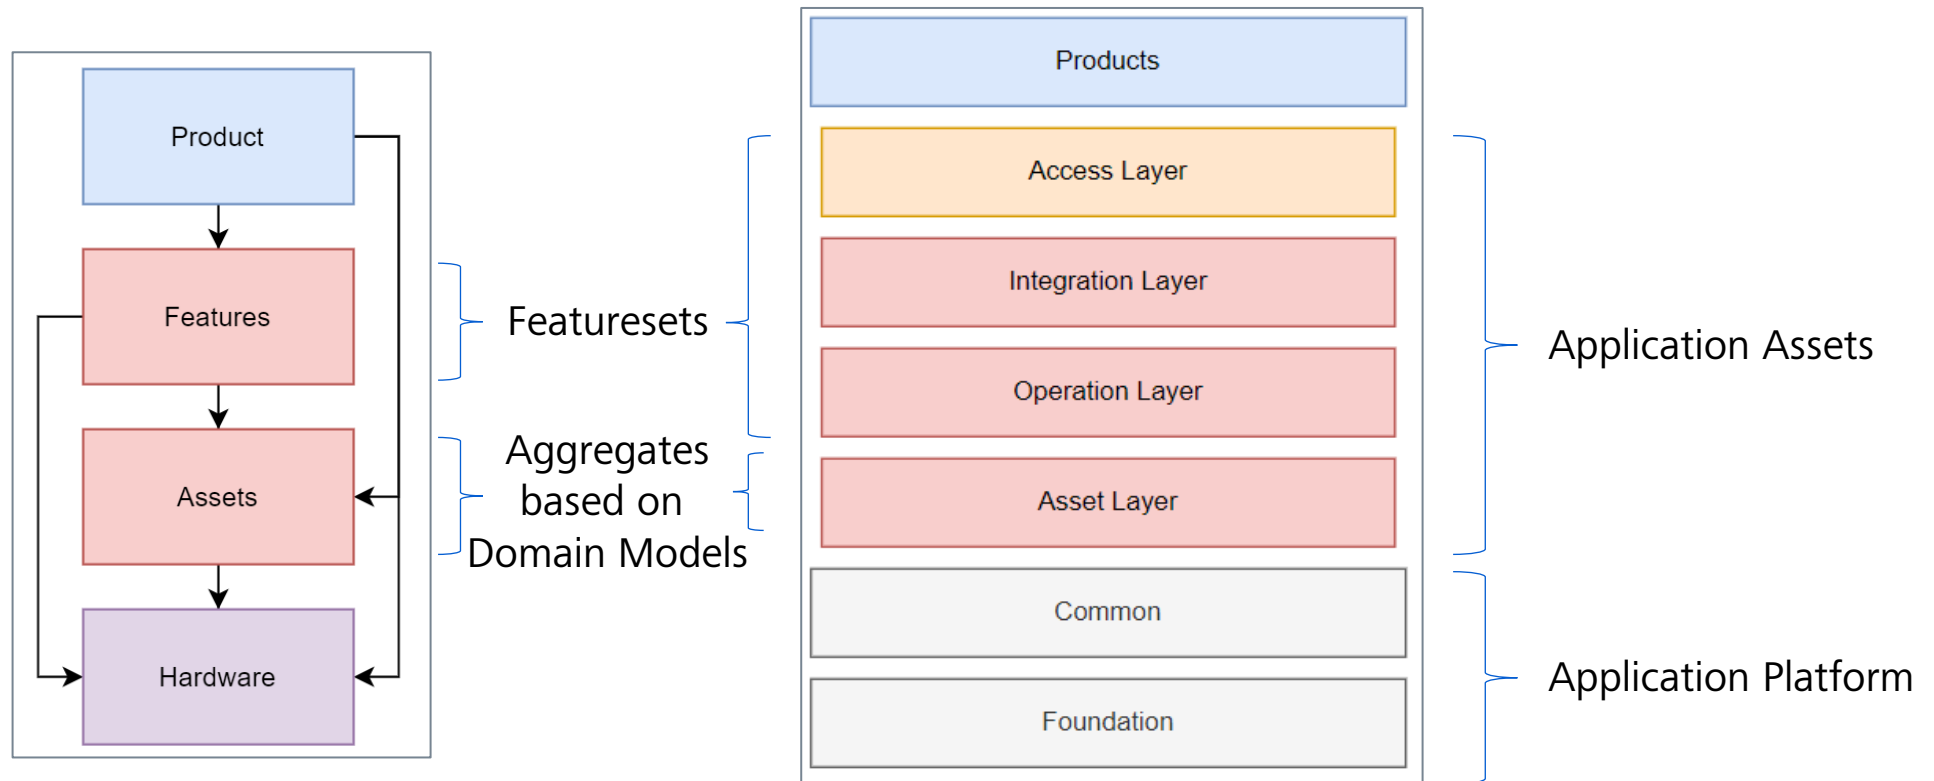 Product
Features
Assets
Hardware
Featuresets
Aggregates
based on
Domain Models
Products
Access Layer
Integration Layer
Operation Layer
Asset Layer
Common
Foundation
Application Assets
Application Platform